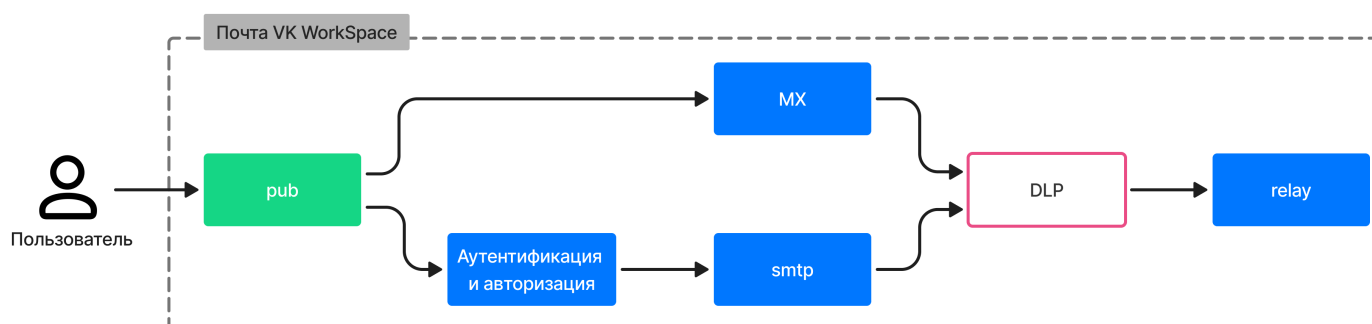 Почта VK WorkSpace
MX
pub
DLP
relay
Пользователь
Аутентификация
и авторизация
smtp